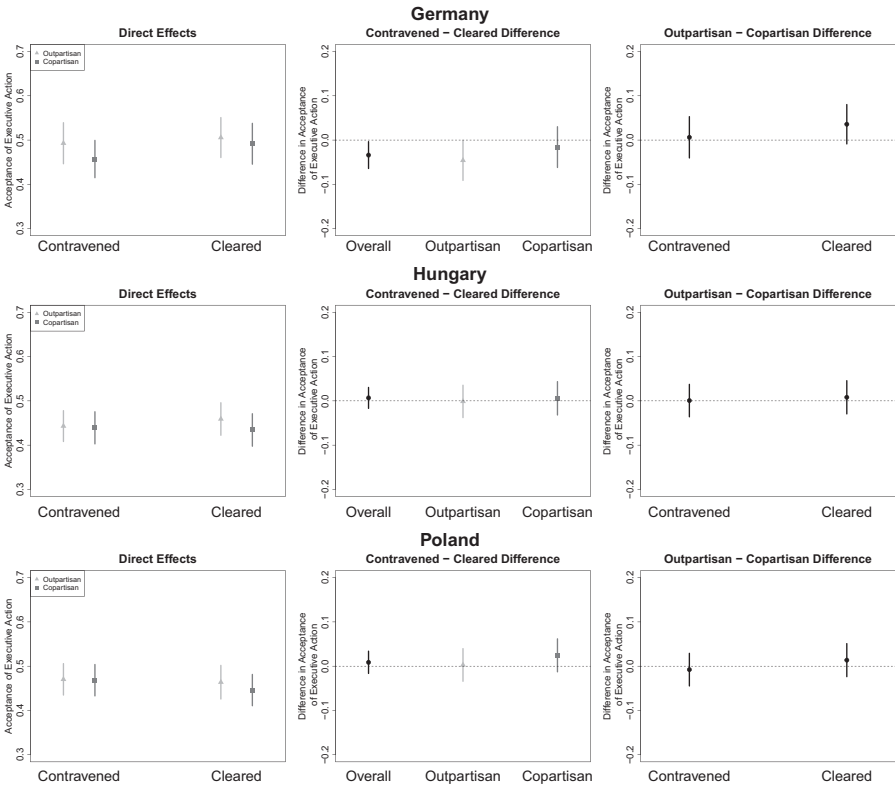 Germany
Direct Effects
Contravened − Cleared Difference
Outpartisan − Copartisan Difference
Acceptance of Executive Action
0.7
0.6
0.5
0.4
0.3
Outpartisan
Copartisan
Contravened
Cleared
Difference in Acceptance
of Executive Action
0.2
0.1
0.0
−0.1
−0.2
Overall
Outpartisan
Copartisan
Difference in Acceptance
of Executive Action
0.2
0.1
0.0
−0.1
−0.2
Contravened
Cleared
Hungary
Direct Effects
Contravened − Cleared Difference
Outpartisan − Copartisan Difference
Acceptance of Executive Action
0.7
0.6
0.5
0.4
0.3
Outpartisan
Copartisan
Contravened
Cleared
Difference in Acceptance
of Executive Action
0.2
0.1
0.0
−0.1
−0.2
Overall
Outpartisan
Copartisan
Difference in Acceptance
of Executive Action
0.2
0.1
0.0
−0.1
−0.2
Contravened
Cleared
Poland
Direct Effects
Contravened − Cleared Difference
Outpartisan − Copartisan Difference
Acceptance of Executive Action
0.7
0.6
0.5
0.4
0.3
Outpartisan
Copartisan
Contravened
Cleared
Difference in Acceptance
of Executive Action
0.2
0.1
0.0
−0.1
−0.2
Overall
Outpartisan
Copartisan
Difference in Acceptance
of Executive Action
0.2
0.1
0.0
−0.1
−0.2
Contravened
Cleared